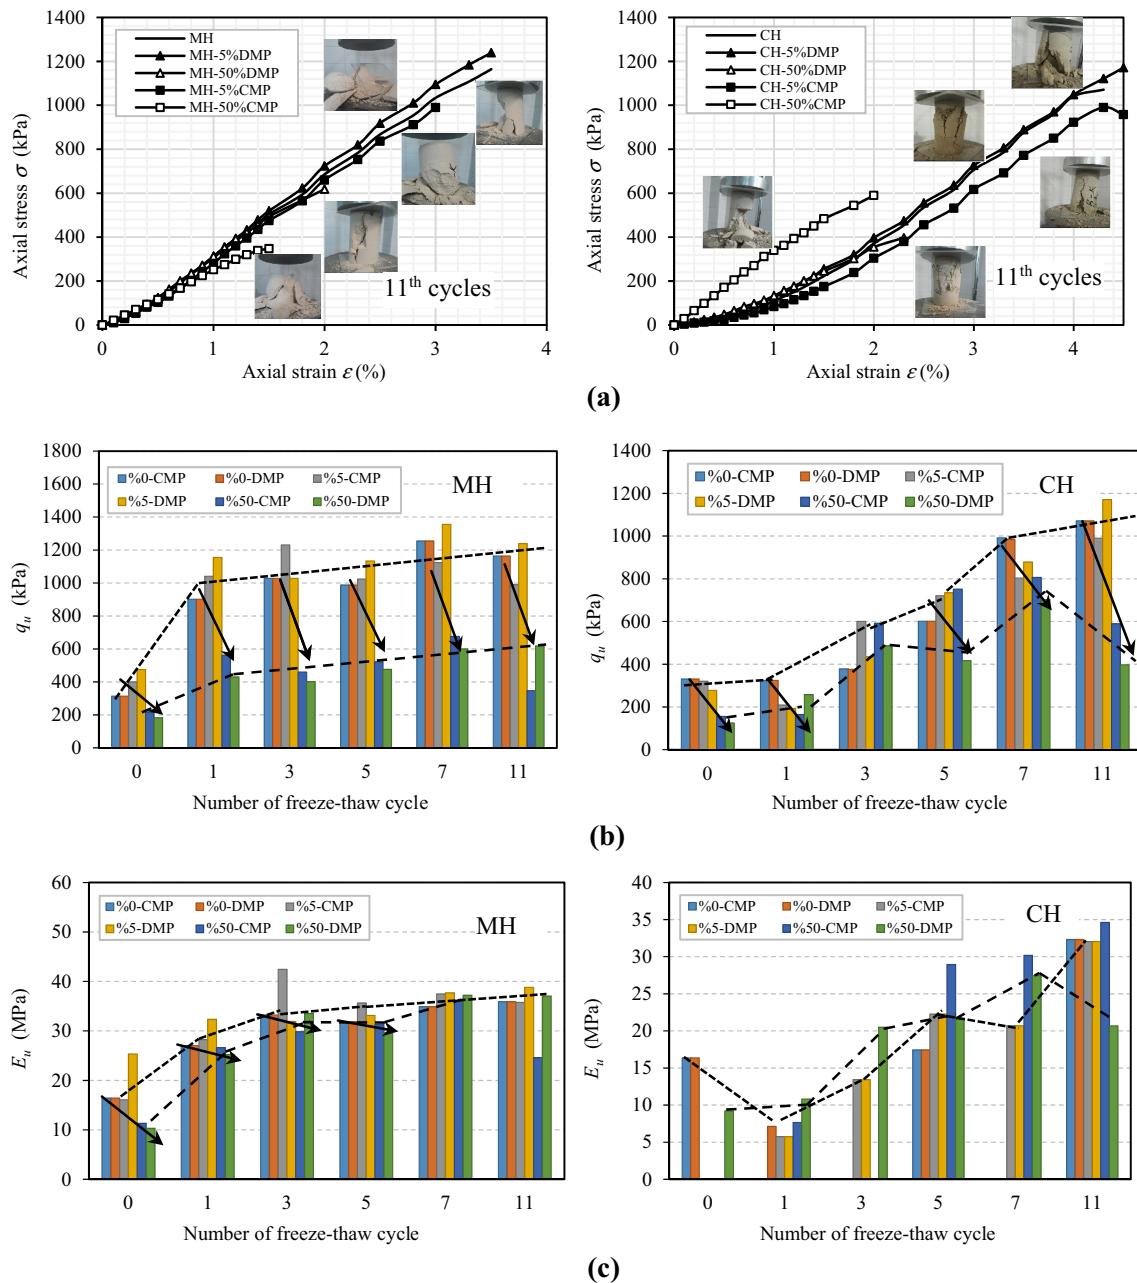 1400
1200
1000
800
600
400
200
0
Axial stress σ (kPa)
MH
MH-5%DMP
MH-50%DMP
MH-5%CMP
MH-50%CMP
11th cycles
0 1 2 3 4
Axial strain ε (%)
1400
1200
1000
800
600
400
200
0
Axial stress σ (kPa)
CH
CH-5%DMP
CH-50%DMP
CH-5%CMP
CH-50%CMP
11th cycles
0 1 2 3 4
Axial strain ε (%)
(a)
1800
1600
1400
1200
1000
800
600
400
200
0
qu (kPa)
%0-CMP %0-DMP %5-CMP
%5-DMP %50-CMP %50-DMP
MH
0 1 3 5 7 11
Number of freeze-thaw cycle
1400
1200
1000
800
600
400
200
0
qu (kPa)
%0-CMP %0-DMP %5-CMP
%5-DMP %50-CMP %50-DMP
CH
0 1 3 5 7 11
Number of freeze-thaw cycle
(b)
60
50
40
30
20
10
0
Eu (MPa)
%0-CMP %0-DMP %5-CMP
%5-DMP %50-CMP %50-DMP
MH
0 1 3 5 7 11
Number of freeze-thaw cycle
40
35
30
25
20
15
10
5
0
Eu (MPa)
%0-CMP %0-DMP %5-CMP
%5-DMP %50-CMP %50-DMP
CH
0 1 3 5 7 11
Number of freeze-thaw cycle
(c)